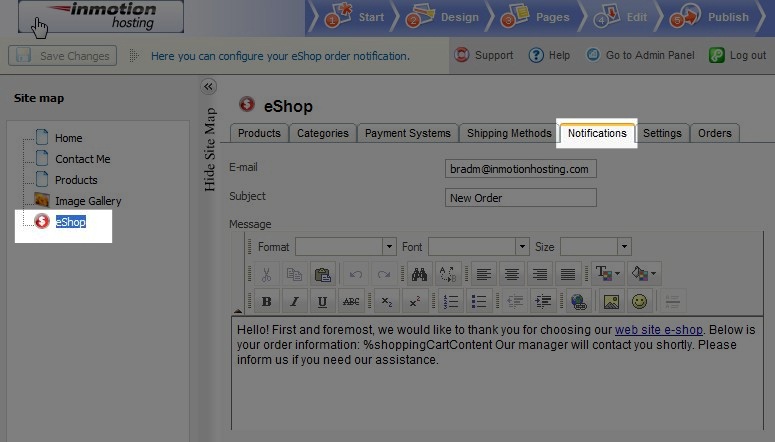 inmotion
hosting
1 Start 2 Design 3 Pages 4 Edit 5 Publish
Save Changes Here you can configure your eShop order notification. Support Help Go to Admin Panel Log out
Site map
Home
Contact Me
Products
Image Gallery
eShop
Hide Site Map
eShop
Products Categories Payment Systems Shipping Methods Notifications Settings Orders
E-mail bradm@inmotionhosting.com
Subject New Order
Message
Format Font Size
B I U ABC x₂ x²
Hello! First and foremost, we would like to thank you for choosing our web site e-shop. Below is
your order information: %shoppingCartContent Our manager will contact you shortly. Please
inform us if you need our assistance.